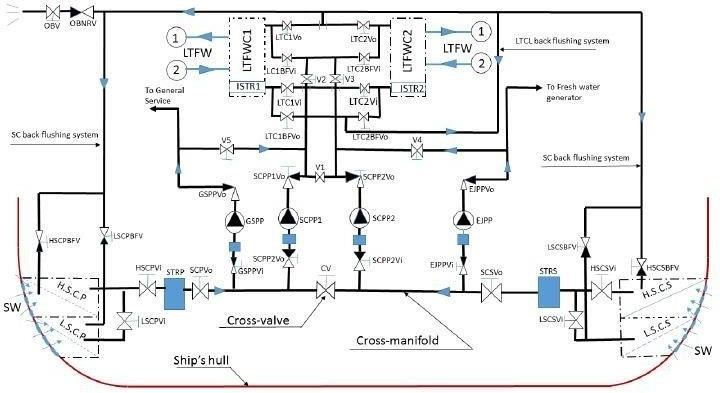 OBV
OBNRV
1
2
LTFW
LTFWC1
ISTR1
LTC1Vo
LC1BFVi
LTC1Vi
LTC1BFVo
V2
V3
LTC2Vo
LTC2BFVi
LTC2Vi
LTC2BFVo
LTFWC2
ISTR2
LTFW
1
2
LTCL back flushing system
To General
Service
To Fresh water
generator
SC back flushing system
SC back flushing system
V5
V1
V4
GSPPVo
SCPP1Vo
SCPP2Vo
EJPPVo
GSPP
SCPP1
SCPP2
EJPP
GSPPVi
SCPP2Vo
SCPP2Vi
EJPPVi
HSCPBFV
LSCPBFV
LSCSBFVi
HSCSBFV
HSCPVi
STRP
SCPVo
CV
SCSVo
STRS
HSCSVi
H.S.C.P
L.S.C.P
LSCPVi
LSCSVi
H.S.C.S
L.S.C.S
SW
SW
Cross-valve
Cross-manifold
Ship's hull